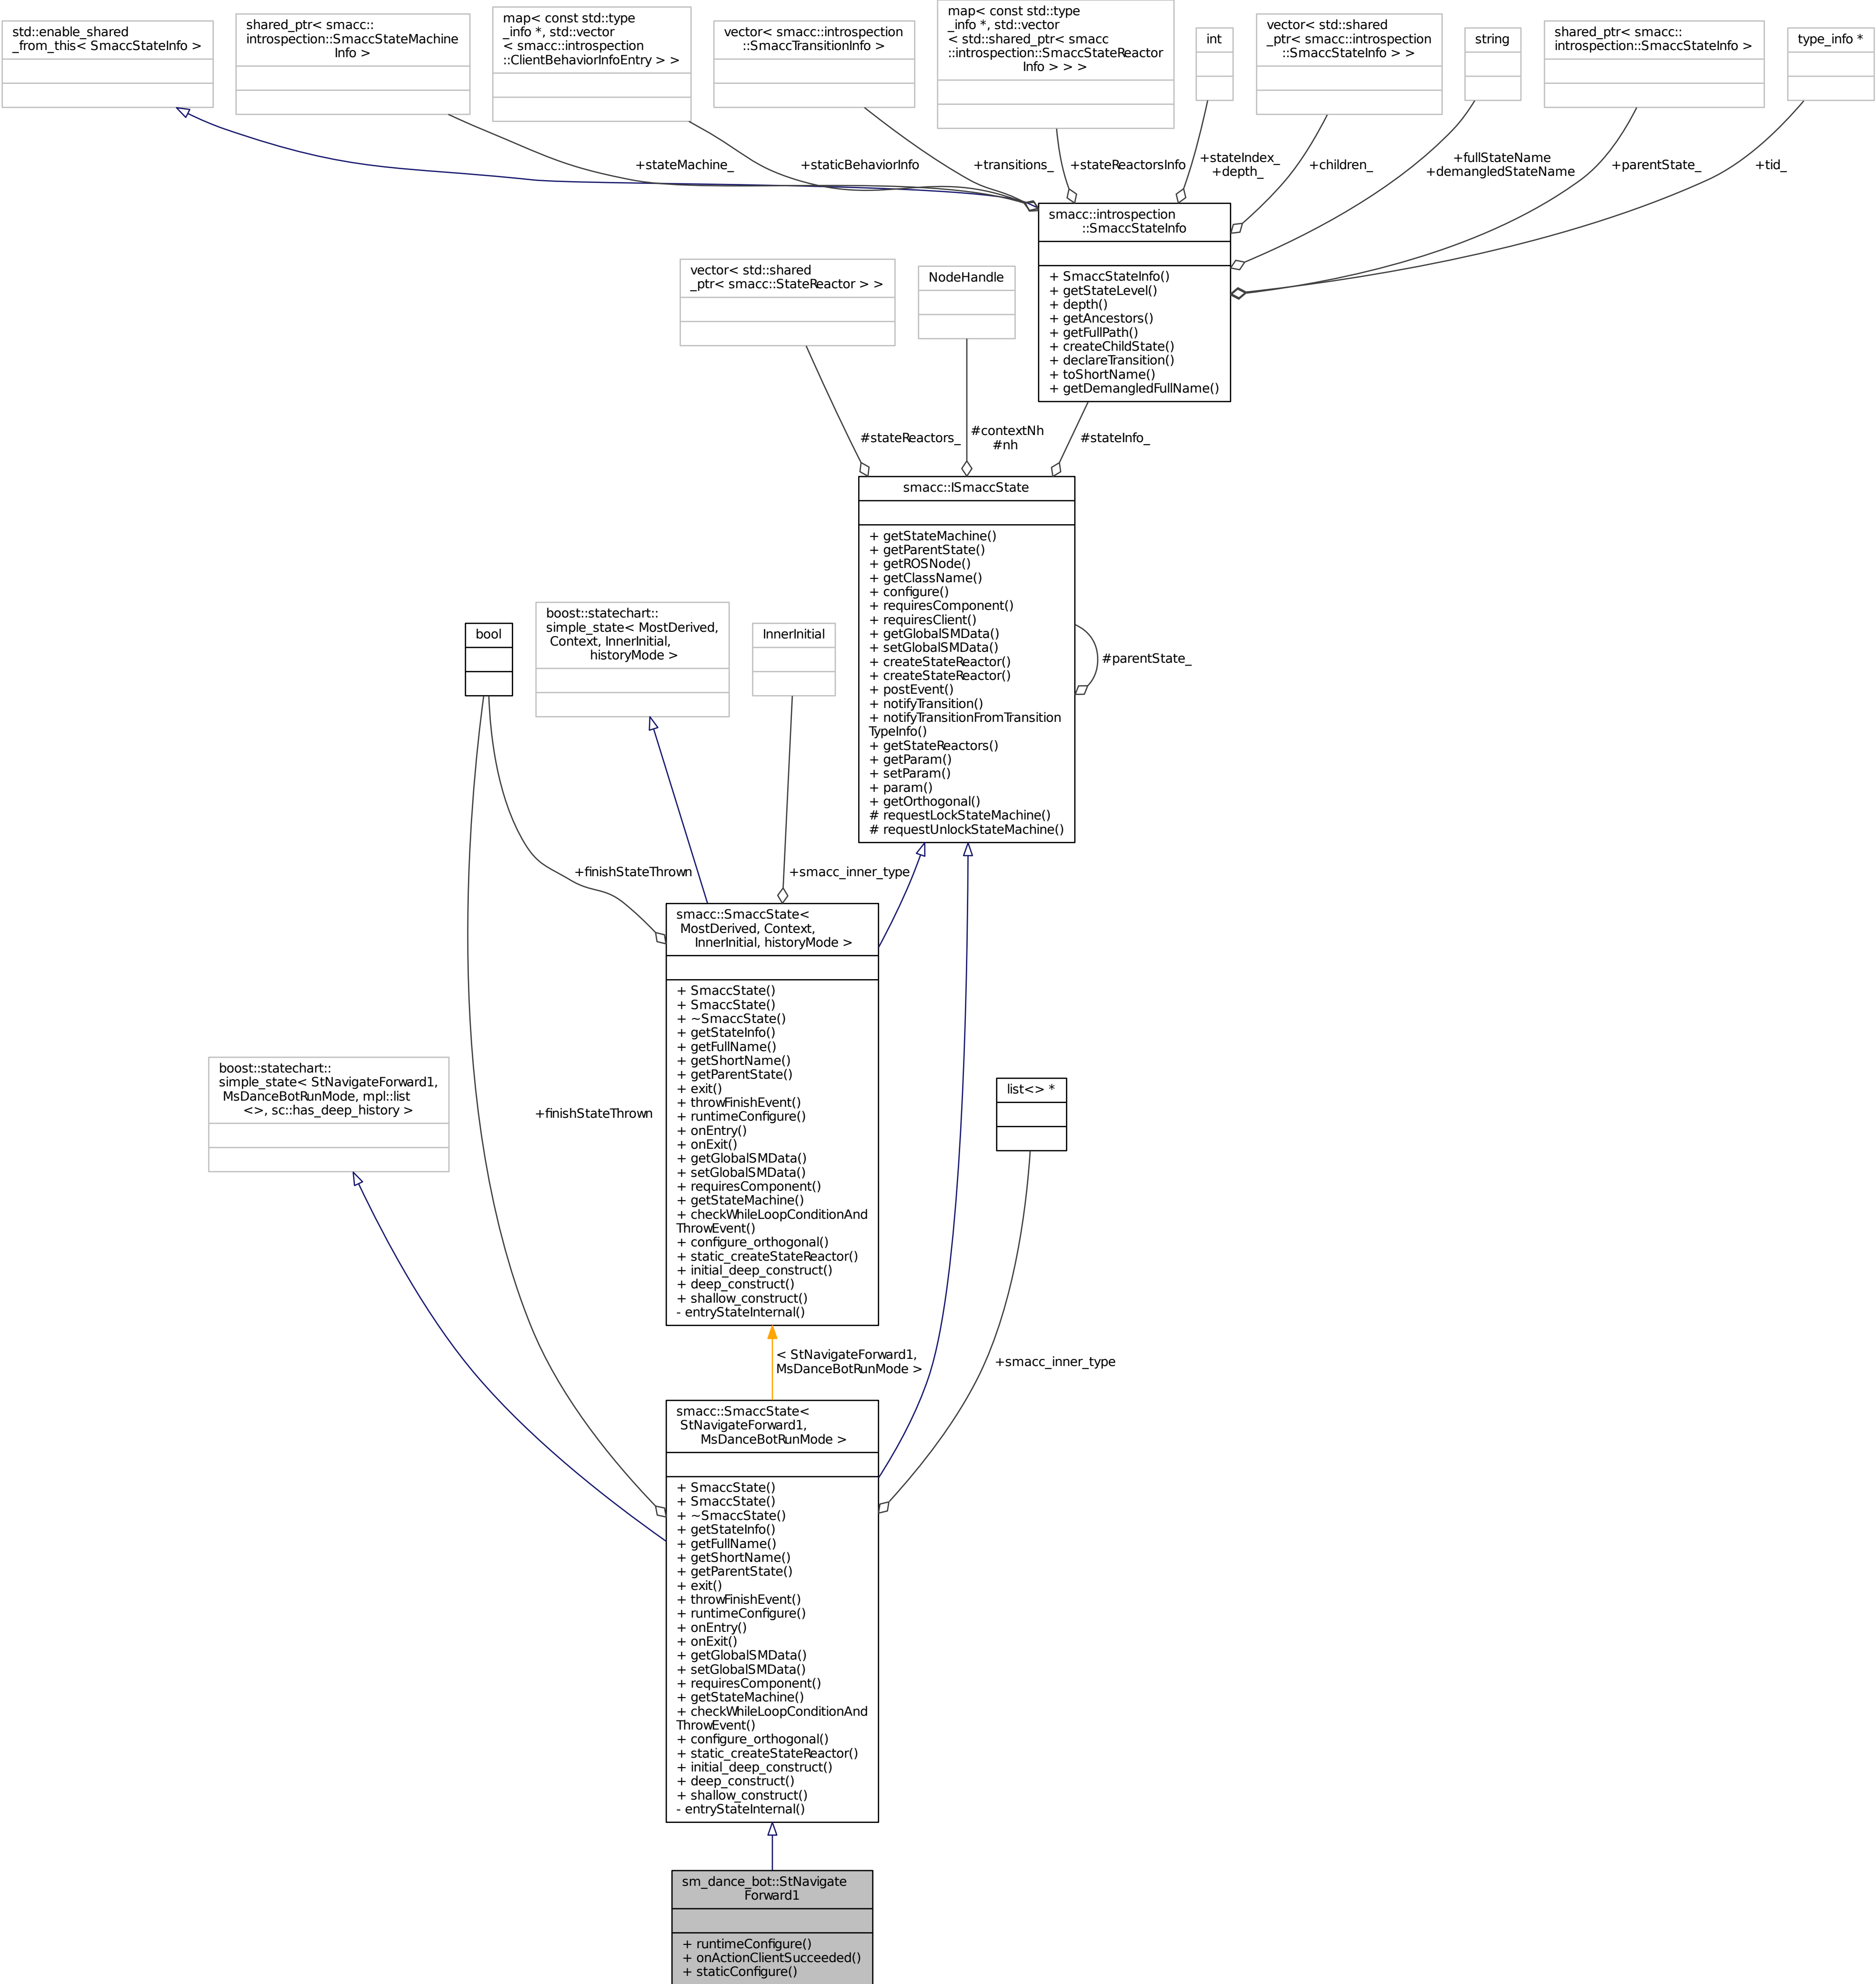 std::enable_shared
_from_this< SmaccStateInfo >
shared_ptr< smacc::
introspection::SmaccStateMachine
Info >
map< const std::type
_info *, std::vector
< smacc::introspection
::ClientBehaviorInfoEntry > >
vector< smacc::introspection
::SmaccTransitionInfo >
map< const std::type
_info *, std::vector
< std::shared_ptr< smacc
::introspection::SmaccStateReactor
Info > > >
int
vector< std::shared
_ptr< smacc::introspection
::SmaccStateInfo > >
string
shared_ptr< smacc::
introspection::SmaccStateInfo >
type_info *
+stateMachine_
+staticBehaviorInfo
+transitions_
+stateReactorsInfo
+stateIndex_
+depth_
+children_
+fullStateName
+demangledStateName
+parentState_
+tid_
smacc::introspection
::SmaccStateInfo
+ SmaccStateInfo()
+ getStateLevel()
+ depth()
+ getAncestors()
+ getFullPath()
+ createChildState()
+ declareTransition()
+ toShortName()
+ getDemangledFullName()
vector< std::shared
_ptr< smacc::StateReactor > >
NodeHandle
#stateReactors_
#contextNh
#nh
#stateInfo_
smacc::ISmaccState
+ getStateMachine()
+ getParentState()
+ getROSNode()
+ getClassName()
+ configure()
+ requiresComponent()
+ requiresClient()
+ getGlobalSMData()
+ setGlobalSMData()
+ createStateReactor()
+ createStateReactor()
+ postEvent()
+ notifyTransition()
+ notifyTransitionFromTransition
TypeInfo()
+ getStateReactors()
+ getParam()
+ setParam()
+ param()
+ getOrthogonal()
# requestLockStateMachine()
# requestUnlockStateMachine()
#parentState_
bool
boost::statechart::
simple_state< MostDerived,
Context, InnerInitial,
historyMode >
InnerInitial
+finishStateThrown
+smacc_inner_type
smacc::SmaccState<
MostDerived, Context,
InnerInitial, historyMode >
+ SmaccState()
+ SmaccState()
+ ~SmaccState()
+ getStateInfo()
+ getFullName()
+ getShortName()
+ getParentState()
+ exit()
+ throwFinishEvent()
+ runtimeConfigure()
+ onEntry()
+ onExit()
+ getGlobalSMData()
+ setGlobalSMData()
+ requiresComponent()
+ getStateMachine()
+ checkWhileLoopConditionAnd
ThrowEvent()
+ configure_orthogonal()
+ static_createStateReactor()
+ initial_deep_construct()
+ deep_construct()
+ shallow_construct()
- entryStateInternal()
boost::statechart::
simple_state< StNavigateForward1,
MsDanceBotRunMode, mpl::list
<>, sc::has_deep_history >
+finishStateThrown
list<> *
< StNavigateForward1,
MsDanceBotRunMode >
+smacc_inner_type
smacc::SmaccState<
StNavigateForward1,
MsDanceBotRunMode >
+ SmaccState()
+ SmaccState()
+ ~SmaccState()
+ getStateInfo()
+ getFullName()
+ getShortName()
+ getParentState()
+ exit()
+ throwFinishEvent()
+ runtimeConfigure()
+ onEntry()
+ onExit()
+ getGlobalSMData()
+ setGlobalSMData()
+ requiresComponent()
+ getStateMachine()
+ checkWhileLoopConditionAnd
ThrowEvent()
+ configure_orthogonal()
+ static_createStateReactor()
+ initial_deep_construct()
+ deep_construct()
+ shallow_construct()
- entryStateInternal()
sm_dance_bot::StNavigate
Forward1
+ runtimeConfigure()
+ onActionClientSucceeded()
+ staticConfigure()